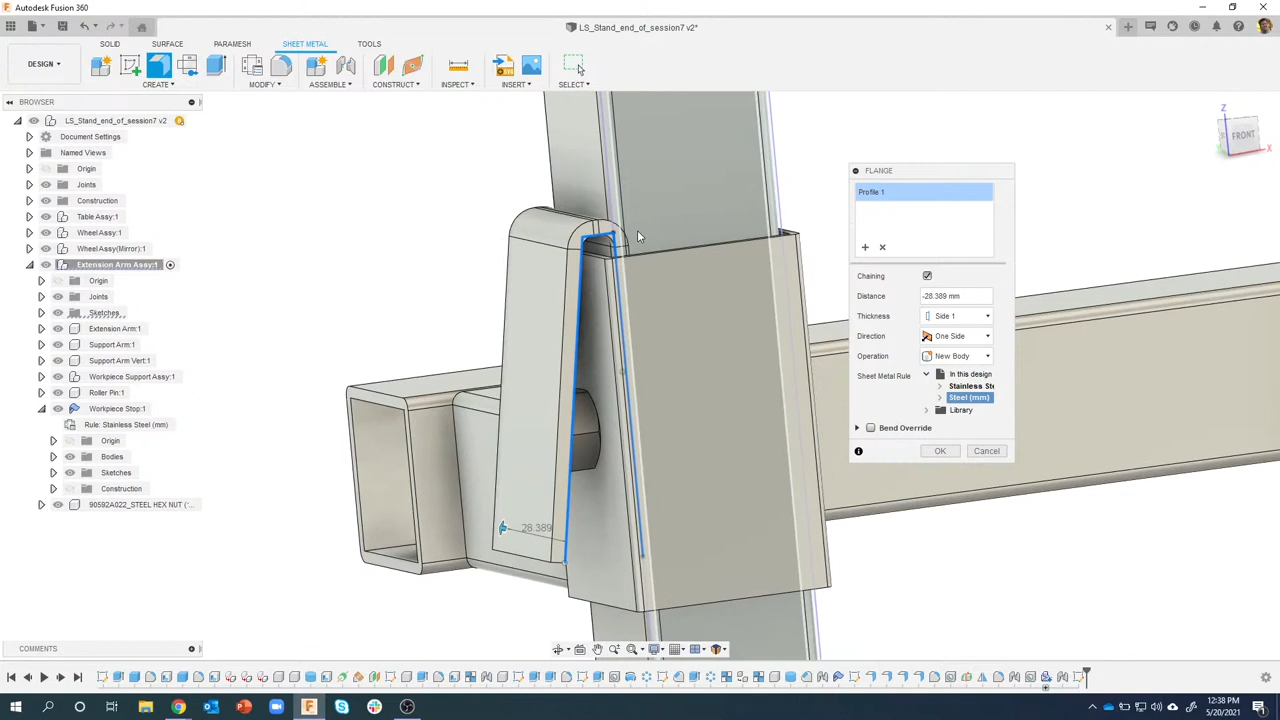 Autodesk Fusion 360
LS_Stand_end_of_session7 v2*
SOLID SURFACE PARAMESH SHEET METAL TOOLS
DESIGN
CREATE MODIFY ASSEMBLE CONSTRUCT INSPECT INSERT SELECT
BROWSER
LS_Stand_end_of_session7 v2
Document Settings
Named Views
Origin
Joints
Construction
Table Assy:1
Wheel Assy:1
Wheel Assy(Mirror):1
Extension Arm Assy:1
Origin
Joints
Sketches
Extension Arm:1
Support Arm:1
Support Arm Vert:1
Workpiece Support Assy:1
Roller Pin:1
Workpiece Stop:1
Rule: Stainless Steel (mm)
Origin
Bodies
Sketches
Construction
90592A022_STEEL HEX NUT ('...
28.389
Z
FRONT
X
FLANGE
Profile 1
Chaining
Distance -28.389 mm
Thickness Side 1
Direction One Side
Operation New Body
Sheet Metal Rule In this design
Stainless Ste
Steel (mm)
Library
Bend Override
OK Cancel
COMMENTS
12:38 PM
5/20/2021